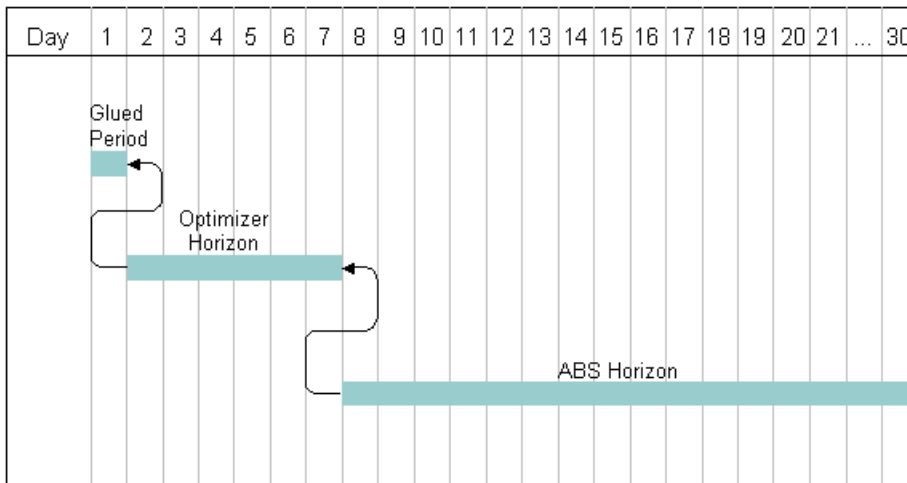 Day 1 2 3 4 5 6 7 8 9 10 11 12 13 14 15 16 17 18 19 20 21 ... 30
Glued
Period
Optimizer
Horizon
ABS Horizon